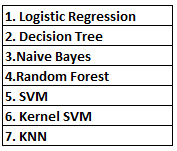 1. Logistic Regression
2. Decision Tree
3.Naive Bayes
4.Random Forest
5. SVM
6. Kernel SVM
7. KNN